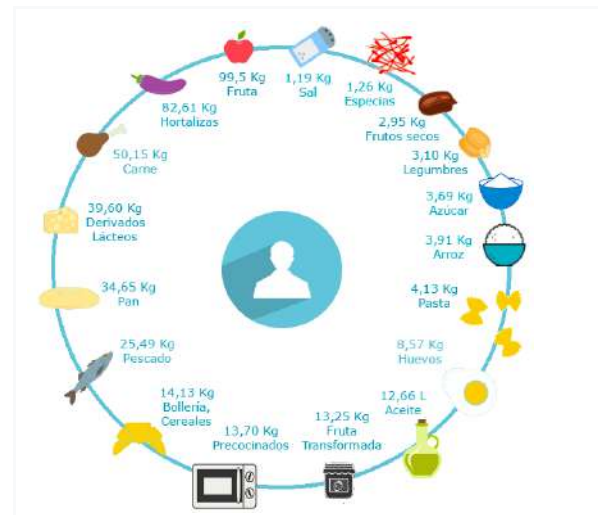 99,5 Kg
Fruta
1,19 Kg
Sal
1,26 Kg
Especias
2,95 Kg
Frutos secos
3,10 Kg
Legumbres
3,69 Kg
Azúcar
3,91 Kg
Arroz
4,13 Kg
Pasta
8,57 Kg
Huevos
12,66 L
Aceite
13,25 Kg
Fruta
Transformada
13,70 Kg
Precocinados
14,13 Kg
Bollería,
Cereales
25,49 Kg
Pescado
34,65 Kg
Pan
39,60 Kg
Derivados
Lácteos
50,15 Kg
Carne
82,61 Kg
Hortalizas